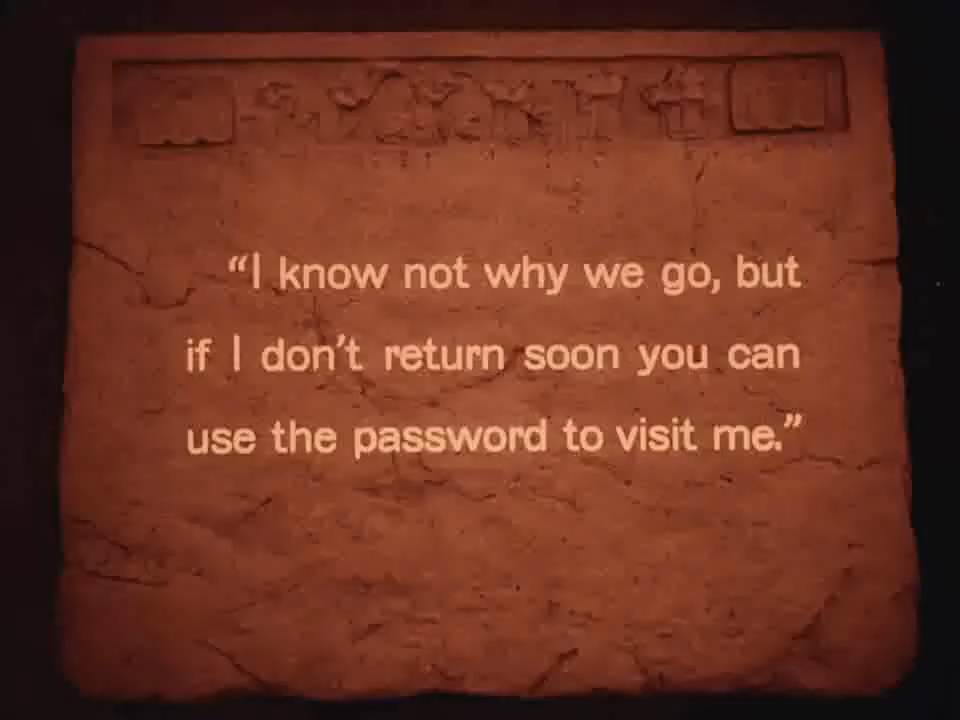 “I know not why we go, but
if I don’t return soon you can
use the password to visit me.”